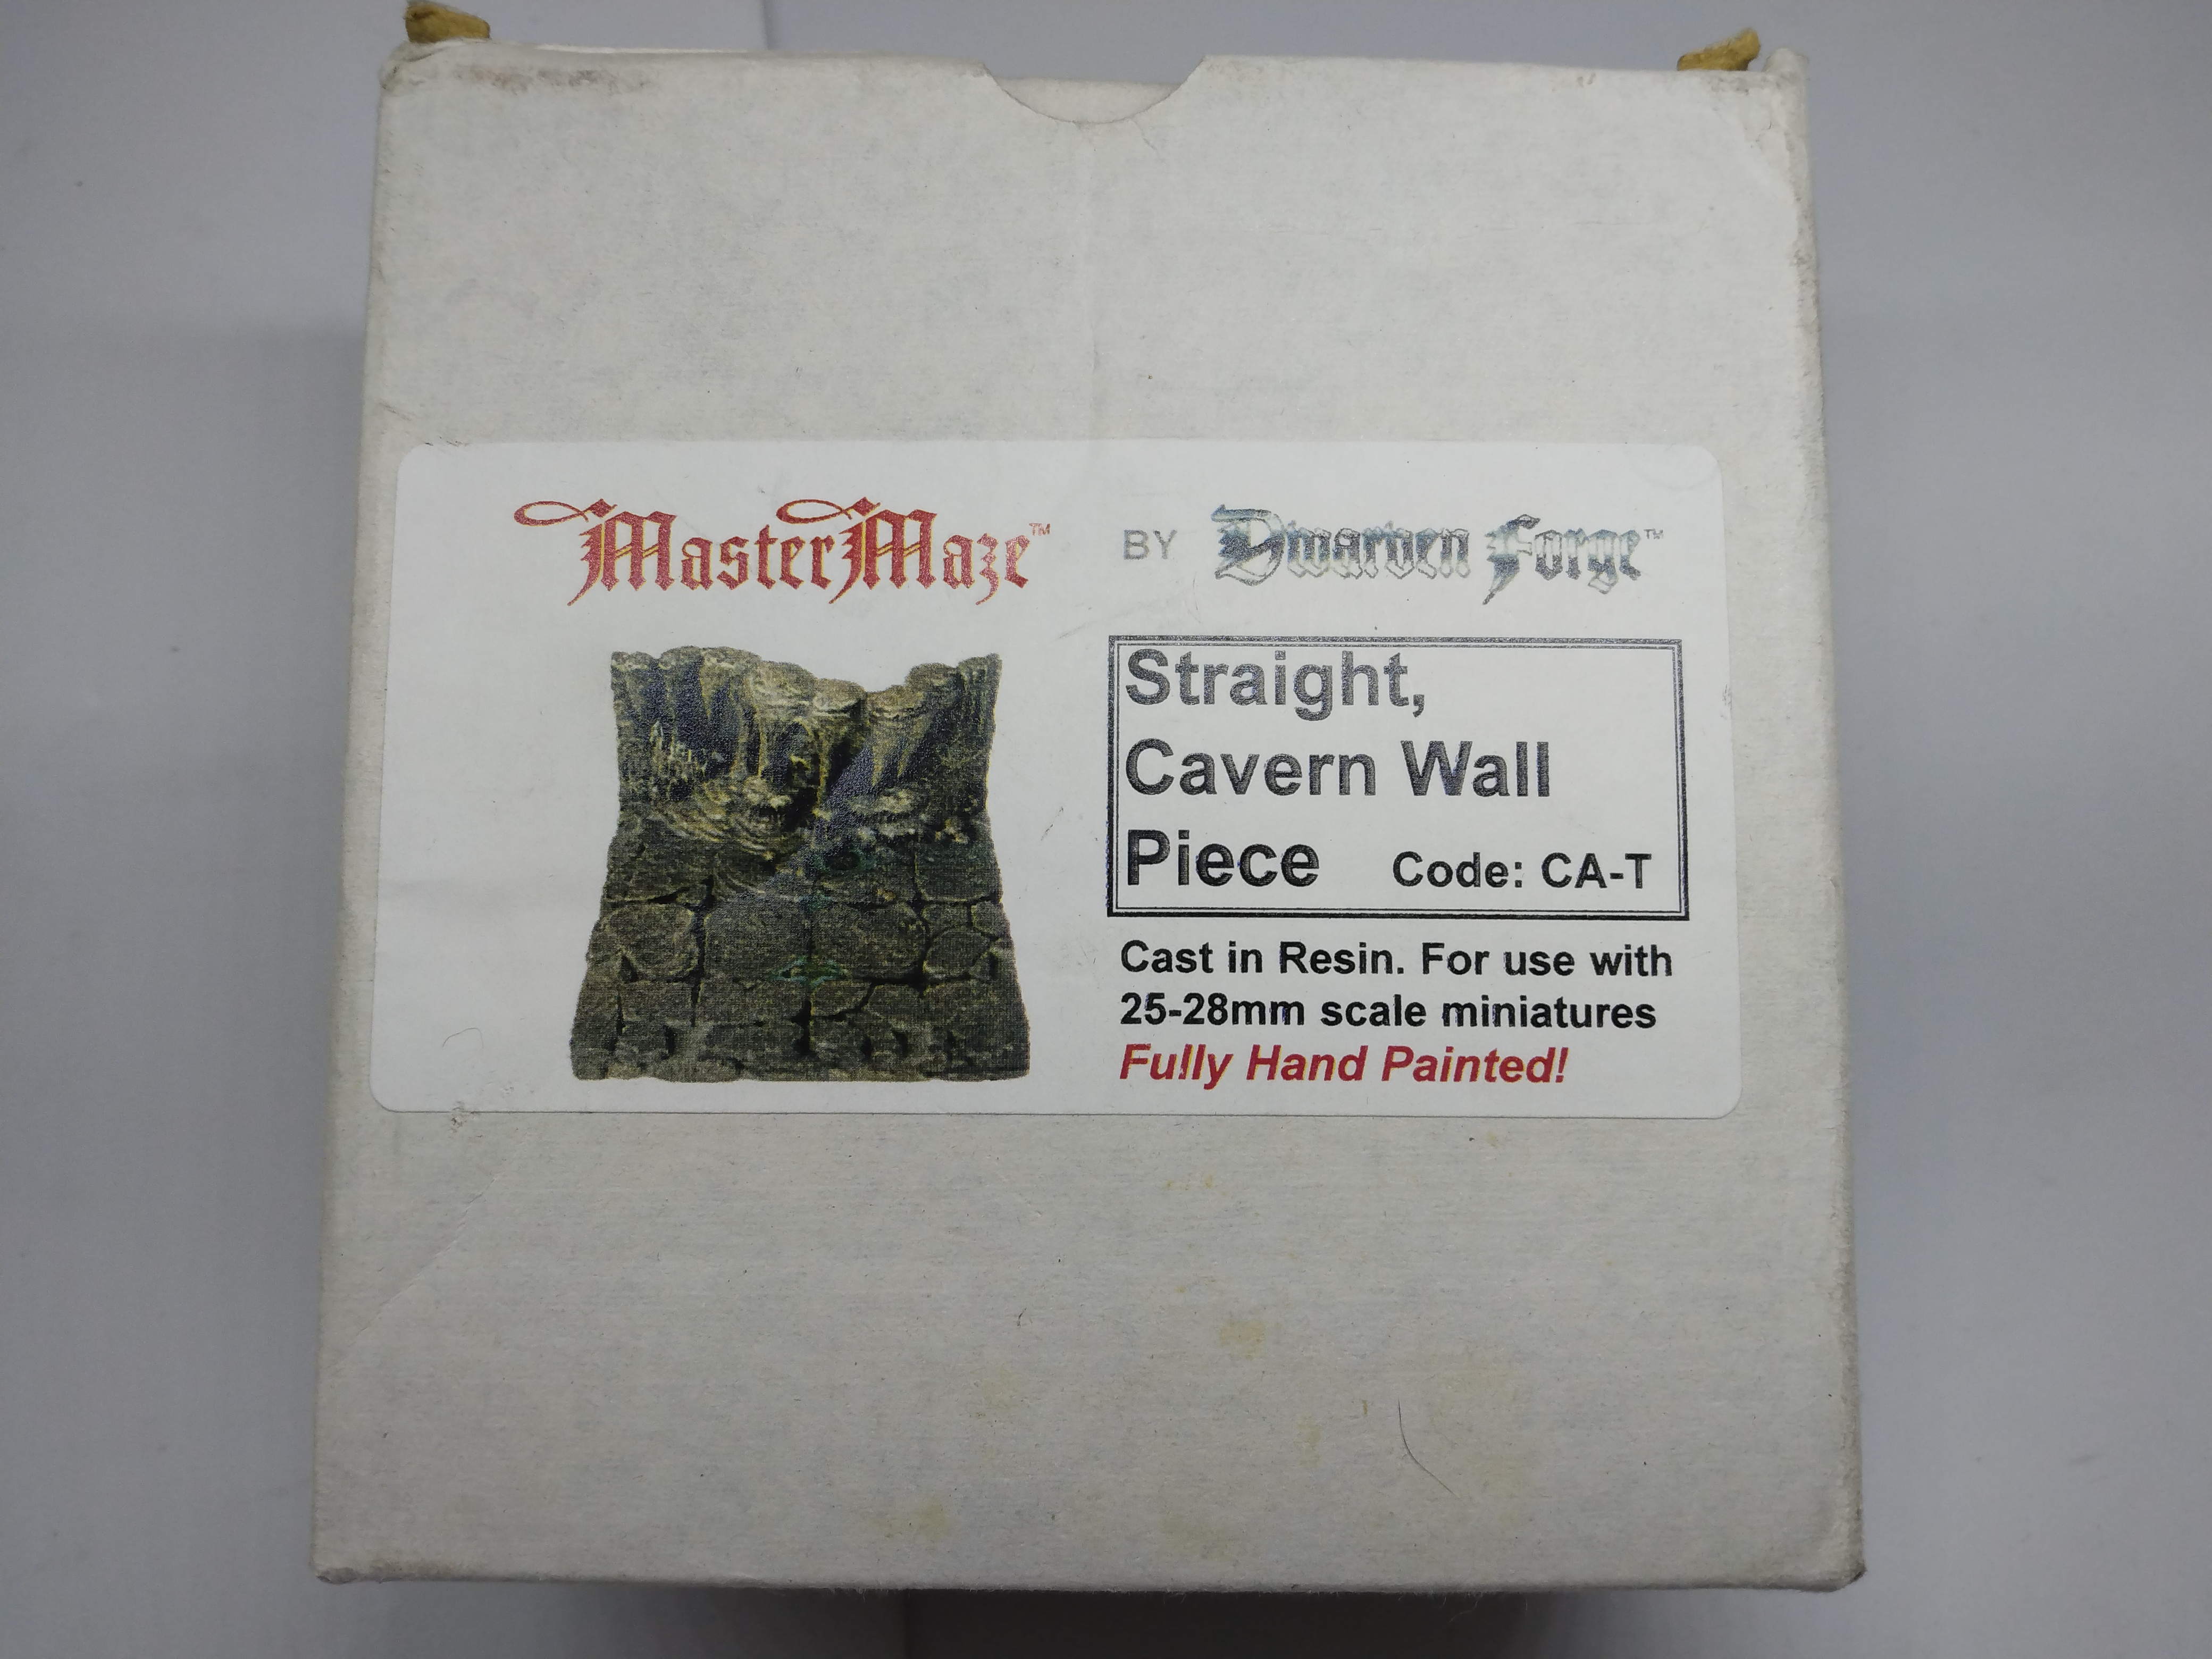 MasterMaze™ BY Dwarven Forge™
Straight,
Cavern Wall
Piece Code: CA-T
Cast in Resin. For use with
25-28mm scale miniatures
Fully Hand Painted!